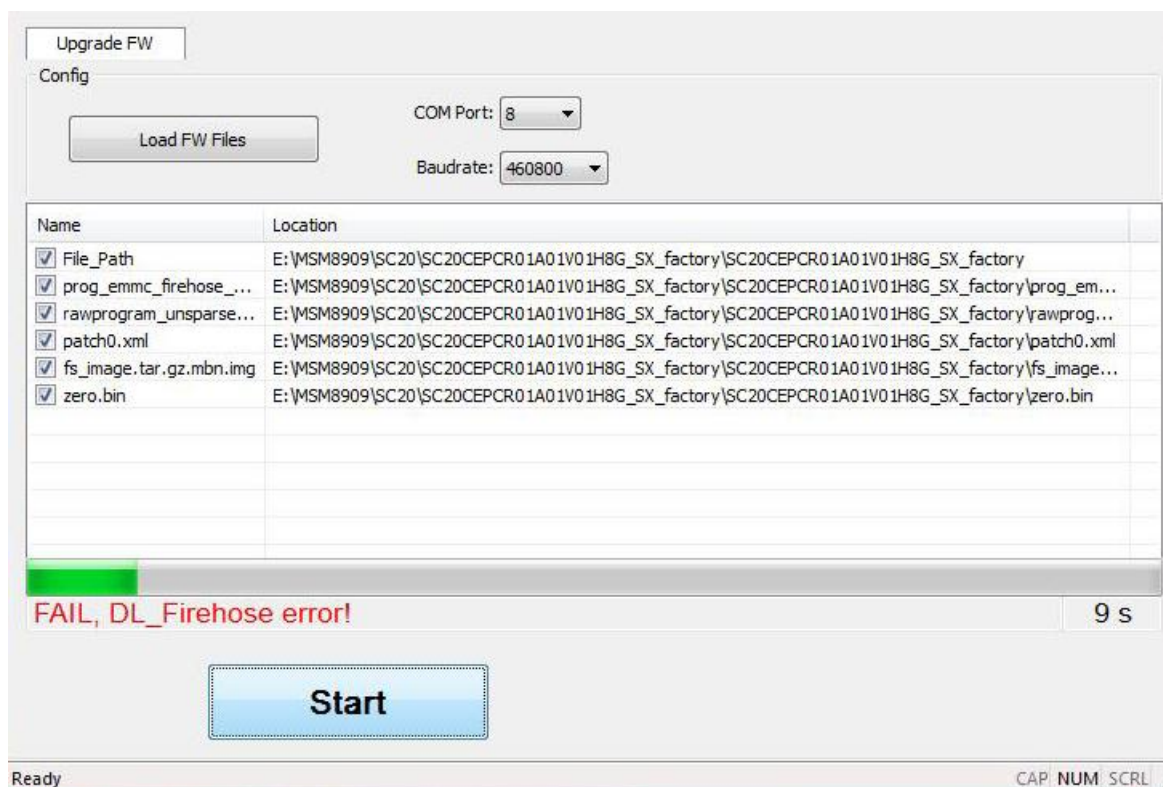 Upgrade FW
Config
Load FW Files
COM Port: 8
Baudrate: 460800
Name Location
File_Path E:\MSM8909\SC20\SC20CEPCR01A01V01H8G_SX_factory\SC20CEPCR01A01V01H8G_SX_factory
prog_emmc_firehose_... E:\MSM8909\SC20\SC20CEPCR01A01V01H8G_SX_factory\SC20CEPCR01A01V01H8G_SX_factory\prog_em...
rawprogram_unsparse... E:\MSM8909\SC20\SC20CEPCR01A01V01H8G_SX_factory\SC20CEPCR01A01V01H8G_SX_factory\rawprog...
patch0.xml E:\MSM8909\SC20\SC20CEPCR01A01V01H8G_SX_factory\SC20CEPCR01A01V01H8G_SX_factory\patch0.xml
fs_image.tar.gz.mbn.img E:\MSM8909\SC20\SC20CEPCR01A01V01H8G_SX_factory\SC20CEPCR01A01V01H8G_SX_factory\fs_image...
zero.bin E:\MSM8909\SC20\SC20CEPCR01A01V01H8G_SX_factory\SC20CEPCR01A01V01H8G_SX_factory\zero.bin
FAIL, DL_Firehose error! 9 s
Start
Ready CAP NUM SCRL